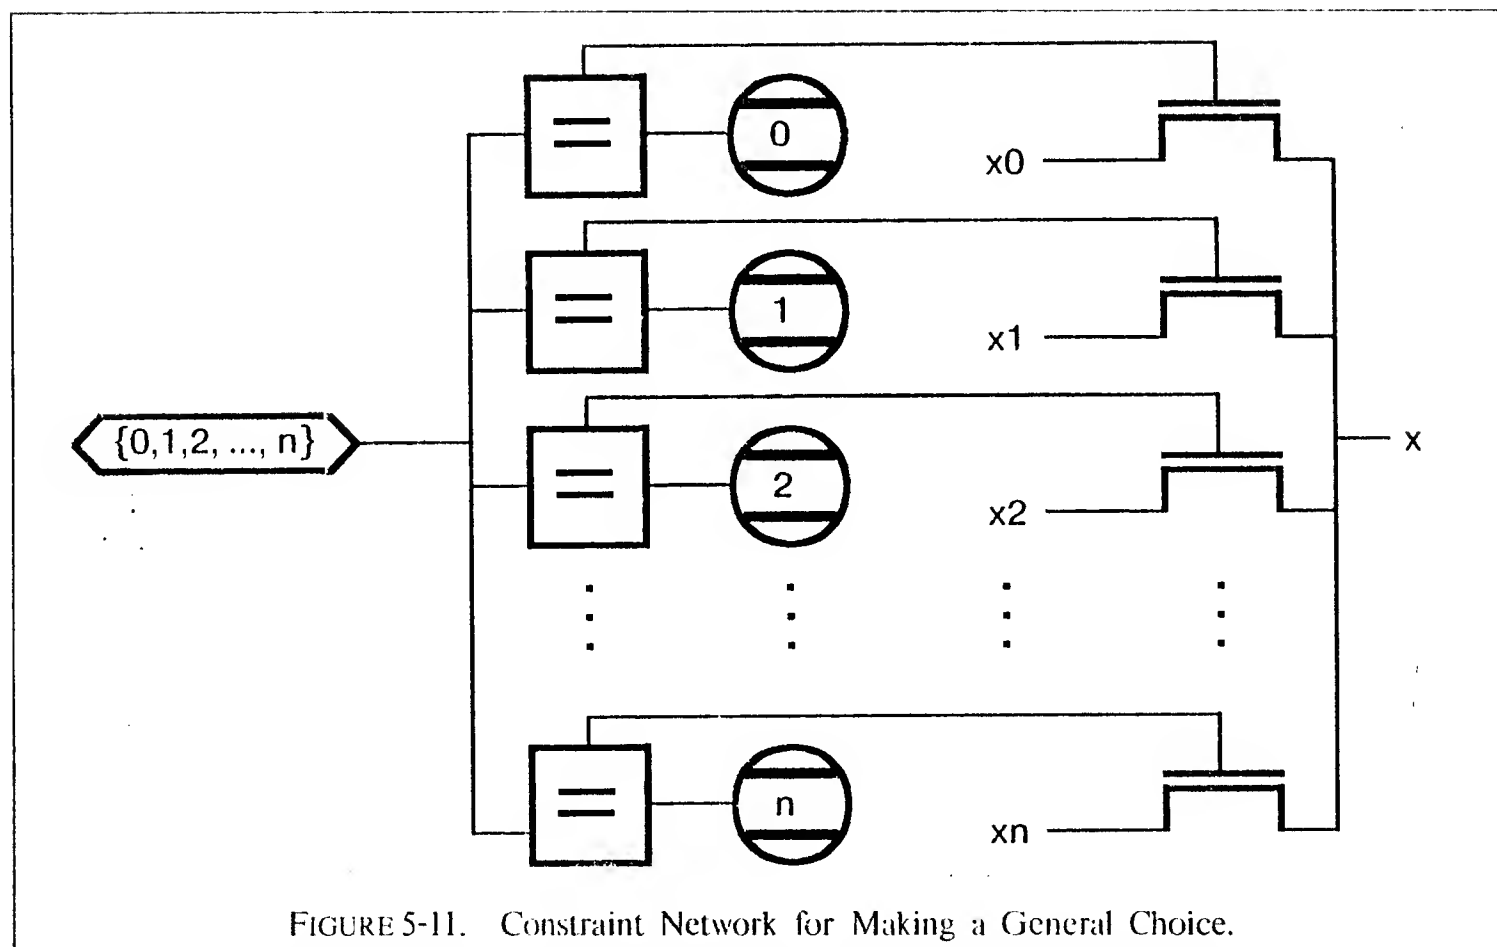 0
x0
1
x1
{0,1,2, ..., n}
x
2
x2
n
xn
FIGURE 5-11. Constraint Network for Making a General Choice.